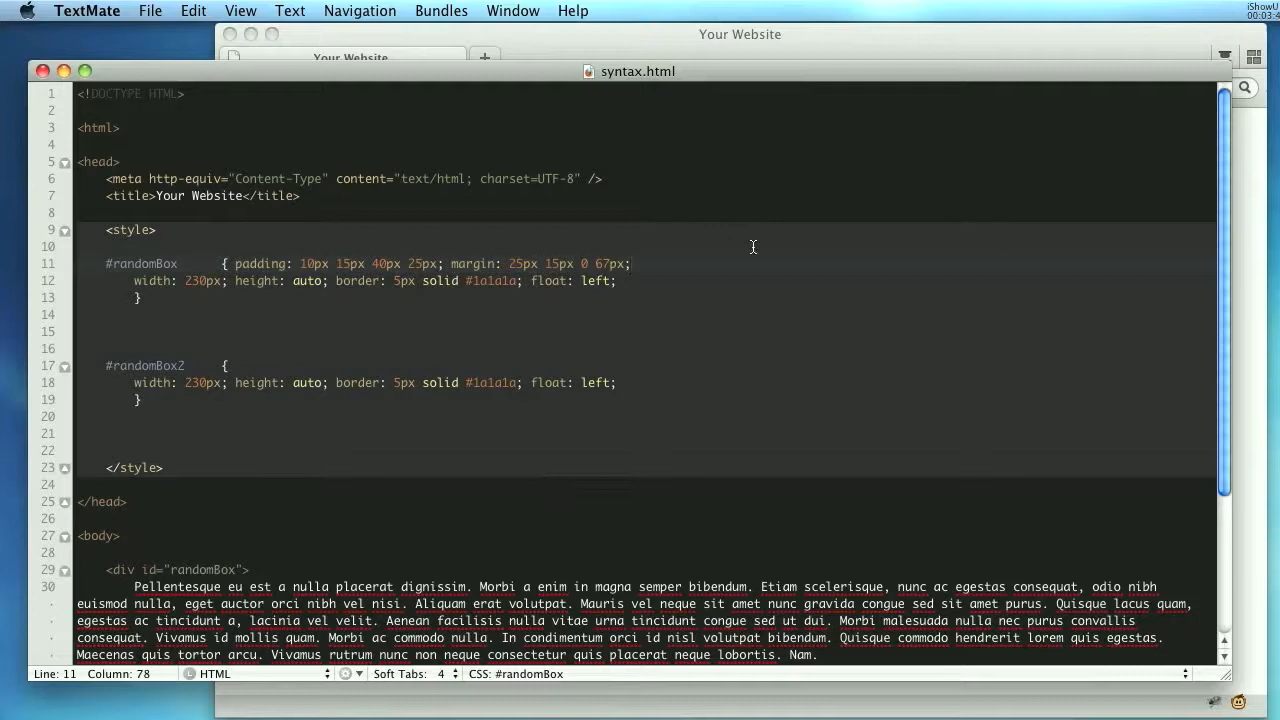 TextMate File Edit View Text Navigation Bundles Window Help
iShowU
Your Website
Your Website
syntax.html
1 <!DOCTYPE HTML>
2
3 <html>
4
5 <head>
6 <meta http-equiv="Content-Type" content="text/html; charset=UTF-8" />
7 <title>Your Website</title>
8
9 <style>
10
11 #randomBox { padding: 10px 15px 40px 25px; margin: 25px 15px 0 67px;
12 width: 230px; height: auto; border: 5px solid #1a1a1a; float: left;
13 }
14
15
16
17 #randomBox2 {
18 width: 230px; height: auto; border: 5px solid #1a1a1a; float: left;
19 }
20
21
22
23 </style>
24
25 </head>
26
27 <body>
28
29 <div id="randomBox">
30 Pellentesque eu est a nulla placerat dignissim. Morbi a enim in magna semper bibendum. Etiam scelerisque, nunc ac egestas consequat, odio nibh
euismod nulla, eget auctor orci nibh vel nisi. Aliquam erat volutpat. Mauris vel neque sit amet nunc gravida congue sed sit amet purus. Quisque lacus quam,
egestas ac tincidunt a, lacinia vel velit. Aenean facilisis nulla vitae urna tincidunt congue sed ut dui. Morbi malesuada nulla nec purus convallis
consequat. Vivamus id mollis quam. Morbi ac commodo nulla. In condimentum orci id nisl volutpat bibendum. Quisque commodo hendrerit lorem quis egestas.
Maecenas quis tortor arcu. Vivamus rutrum nunc non neque consectetur quis placerat neque lobortis. Nam.
Line: 11 Column: 78 L HTML Soft Tabs: 4 CSS: #randomBox